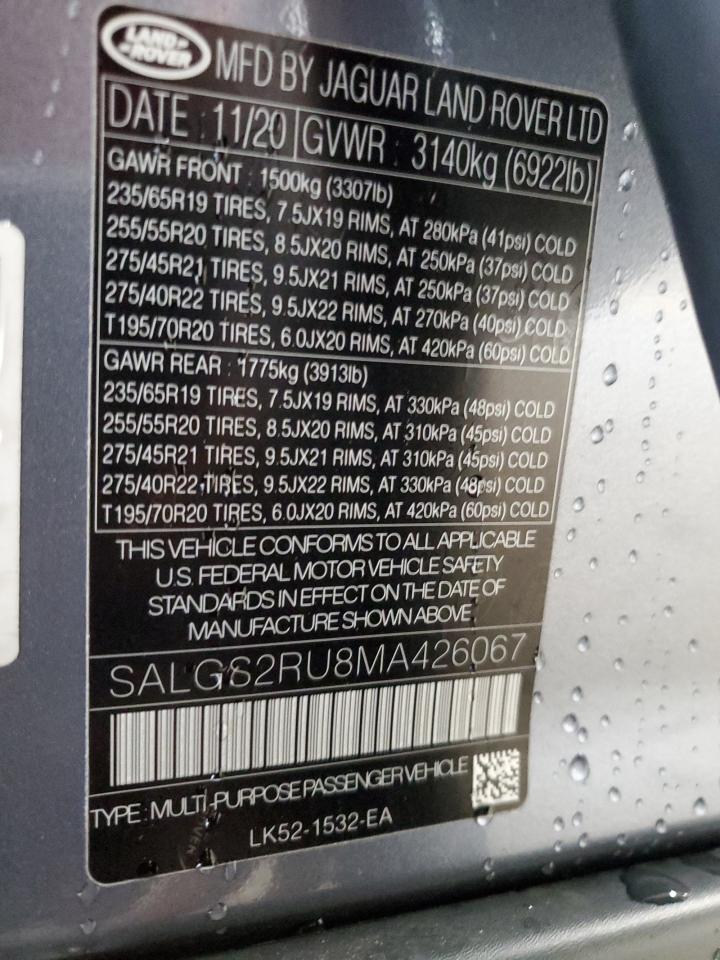 LAND ROVER
MFD BY JAGUAR LAND ROVER LTD
DATE : 11/20 GVWR : 3140kg (6922lb)
GAWR FRONT : 1500kg (3307lb)
235/65R19 TIRES, 7.5JX19 RIMS, AT 280kPa (41psi) COLD
255/55R20 TIRES, 8.5JX20 RIMS, AT 250kPa (37psi) COLD
275/45R21 TIRES, 9.5JX21 RIMS, AT 250kPa (37psi) COLD
275/40R22 TIRES, 9.5JX22 RIMS, AT 270kPa (40psi) COLD
T195/70R20 TIRES, 6.0JX20 RIMS, AT 420kPa (60psi) COLD
GAWR REAR : 1775kg (3913lb)
235/65R19 TIRES, 7.5JX19 RIMS, AT 330kPa (48psi) COLD
255/55R20 TIRES, 8.5JX20 RIMS, AT 310kPa (45psi) COLD
275/45R21 TIRES, 9.5JX21 RIMS, AT 310kPa (45psi) COLD
275/40R22 TIRES, 9.5JX22 RIMS, AT 330kPa (48psi) COLD
T195/70R20 TIRES, 6.0JX20 RIMS, AT 420kPa (60psi) COLD
THIS VEHICLE CONFORMS TO ALL APPLICABLE
U.S. FEDERAL MOTOR VEHICLE SAFETY
STANDARDS IN EFFECT ON THE DATE OF
MANUFACTURE SHOWN ABOVE
SALGS2RU8MA426067
TYPE : MULTI-PURPOSE PASSENGER VEHICLE
LK52-1532-EA